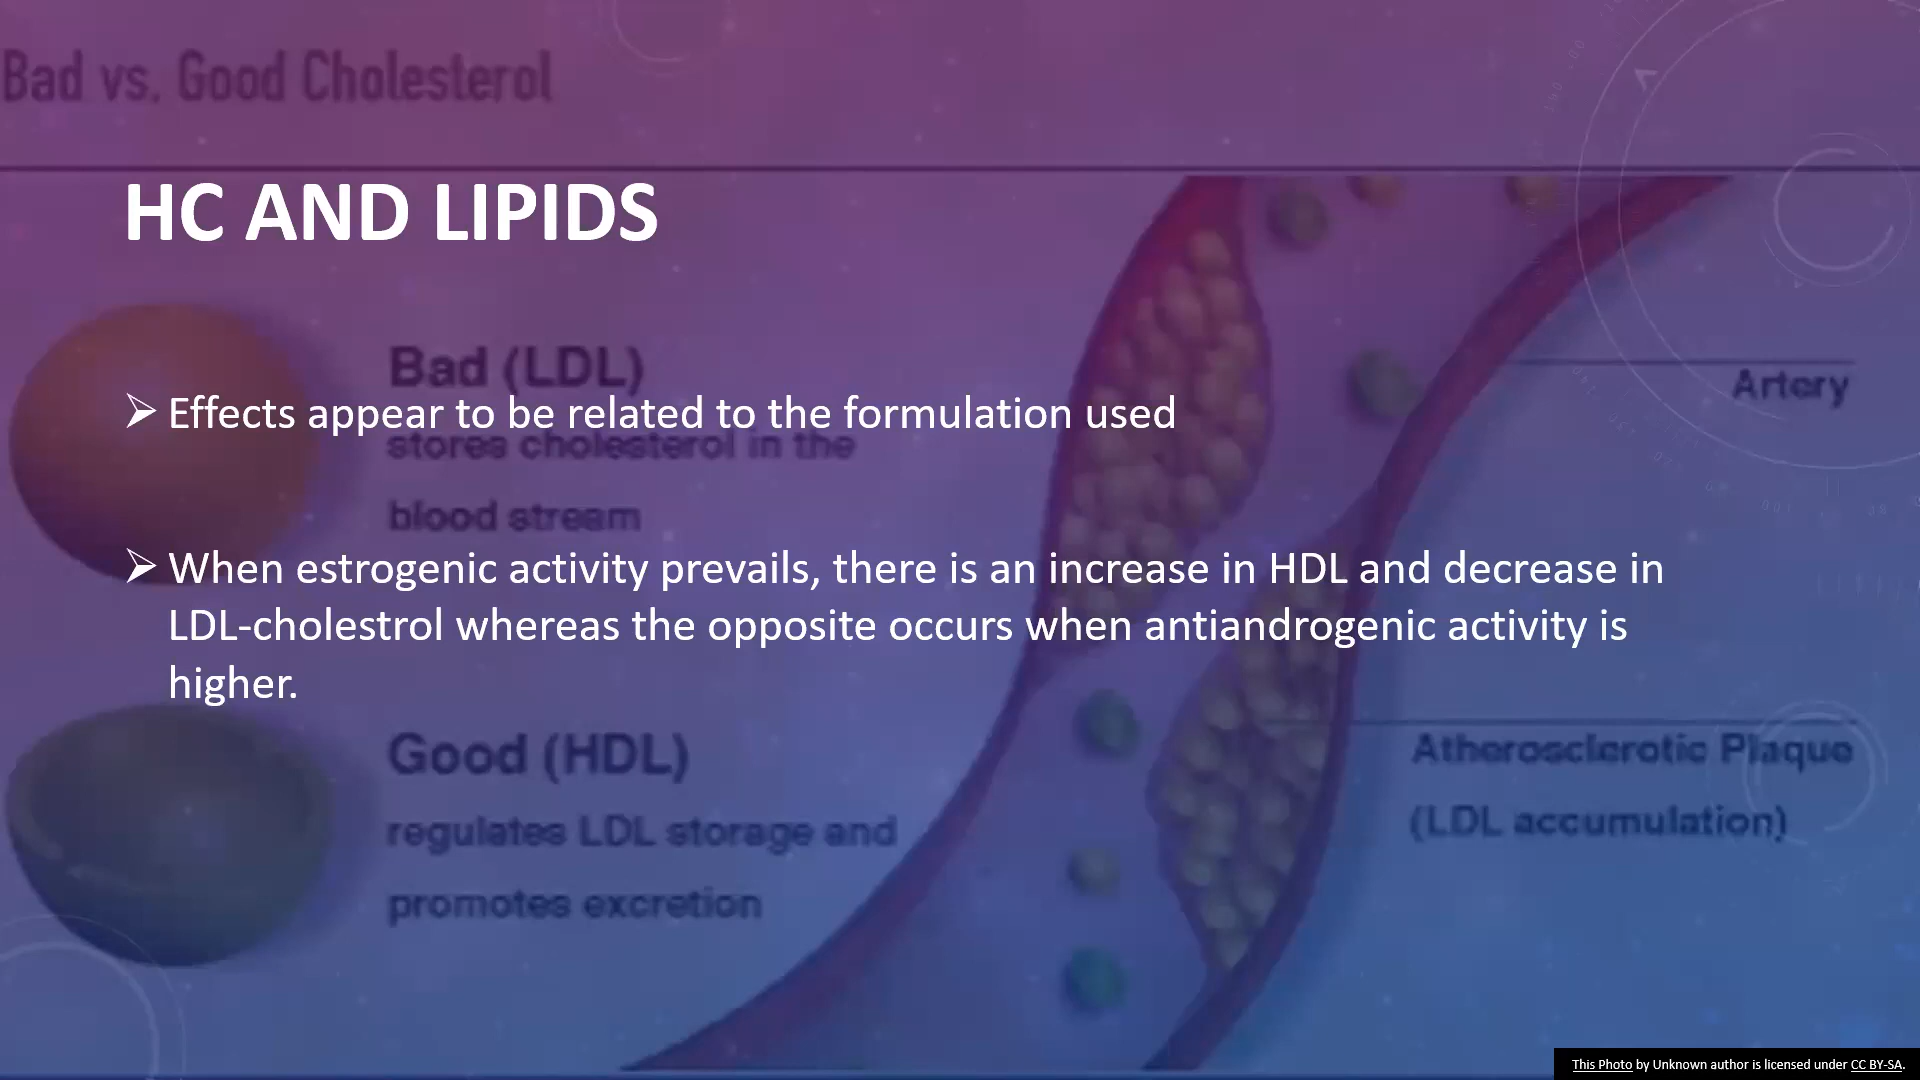 Bad vs. Good Cholesterol
HC AND LIPIDS
Bad (LDL)
Artery
➢ Effects appear to be related to the formulation used
stores cholesterol in the
blood stream
➢ When estrogenic activity prevails, there is an increase in HDL and decrease in
LDL-cholestrol whereas the opposite occurs when antiandrogenic activity is
higher.
Good (HDL)
Atherosclerotic Plaque
regulates LDL storage and
(LDL accumulation)
promotes excretion
This Photo by Unknown author is licensed under CC BY-SA.